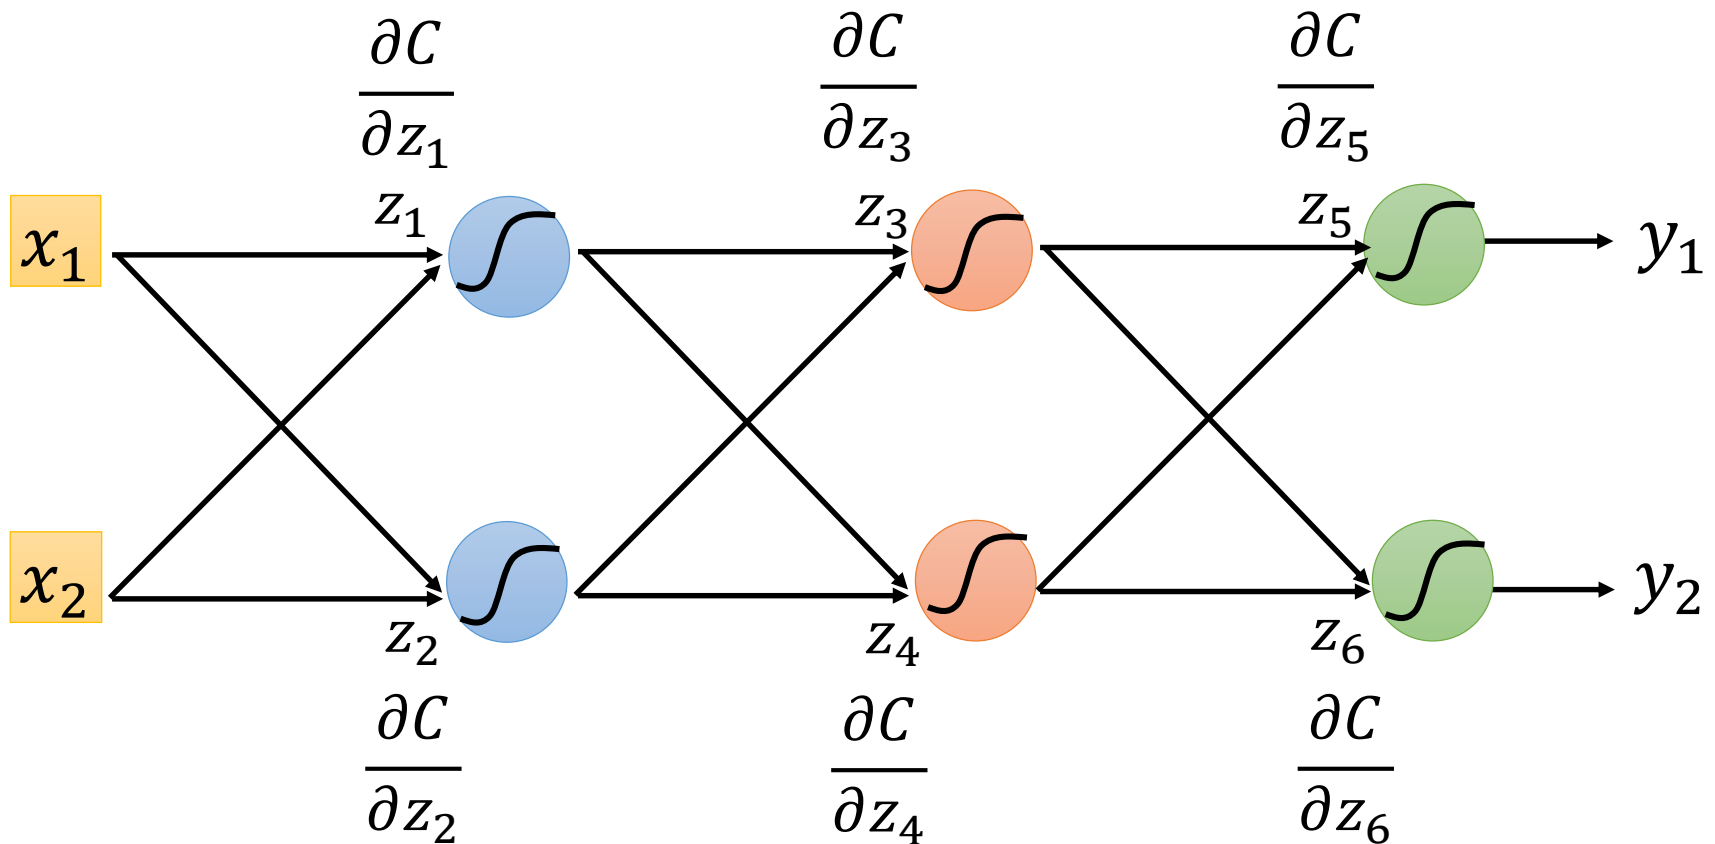 ∂C/∂z₁ ∂C/∂z₃ ∂C/∂z₅
z₁ z₃ z₅
x₁ y₁
x₂ y₂
z₂ z₄ z₆
∂C/∂z₂ ∂C/∂z₄ ∂C/∂z₆